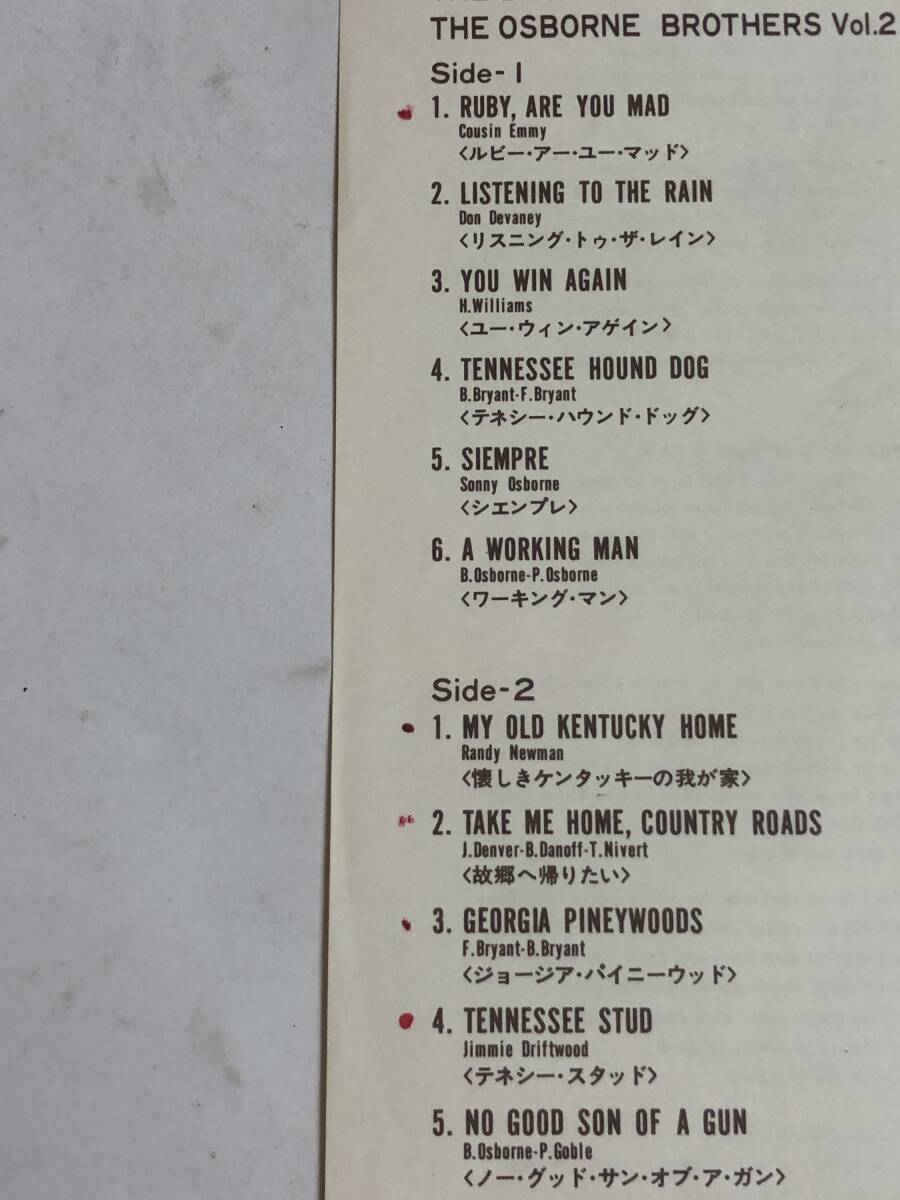 THE OSBORNE BROTHERS Vol.2
Side-1
1. RUBY, ARE YOU MAD
Cousin Emmy
〈ルビー・アー・ユー・マッド〉
2. LISTENING TO THE RAIN
Don Devaney
〈リスニング・トゥ・ザ・レイン〉
3. YOU WIN AGAIN
H.Williams
〈ユー・ウィン・アゲイン〉
4. TENNESSEE HOUND DOG
B.Bryant-F.Bryant
〈テネシー・ハウンド・ドッグ〉
5. SIEMPRE
Sonny Osborne
〈シエンプレ〉
6. A WORKING MAN
B.Osborne-P.Osborne
〈ワーキング・マン〉
Side-2
1. MY OLD KENTUCKY HOME
Randy Newman
〈懐しきケンタッキーの我が家〉
2. TAKE ME HOME, COUNTRY ROADS
J.Denver-B.Danoff-T.Nivert
〈故郷へ帰りたい〉
3. GEORGIA PINEYWOODS
F.Bryant-B.Bryant
〈ジョージア・パイニーウッド〉
4. TENNESSEE STUD
Jimmie Driftwood
〈テネシー・スタッド〉
5. NO GOOD SON OF A GUN
B.Osborne-P.Goble
〈ノー・グッド・サン・オブ・ア・ガン〉